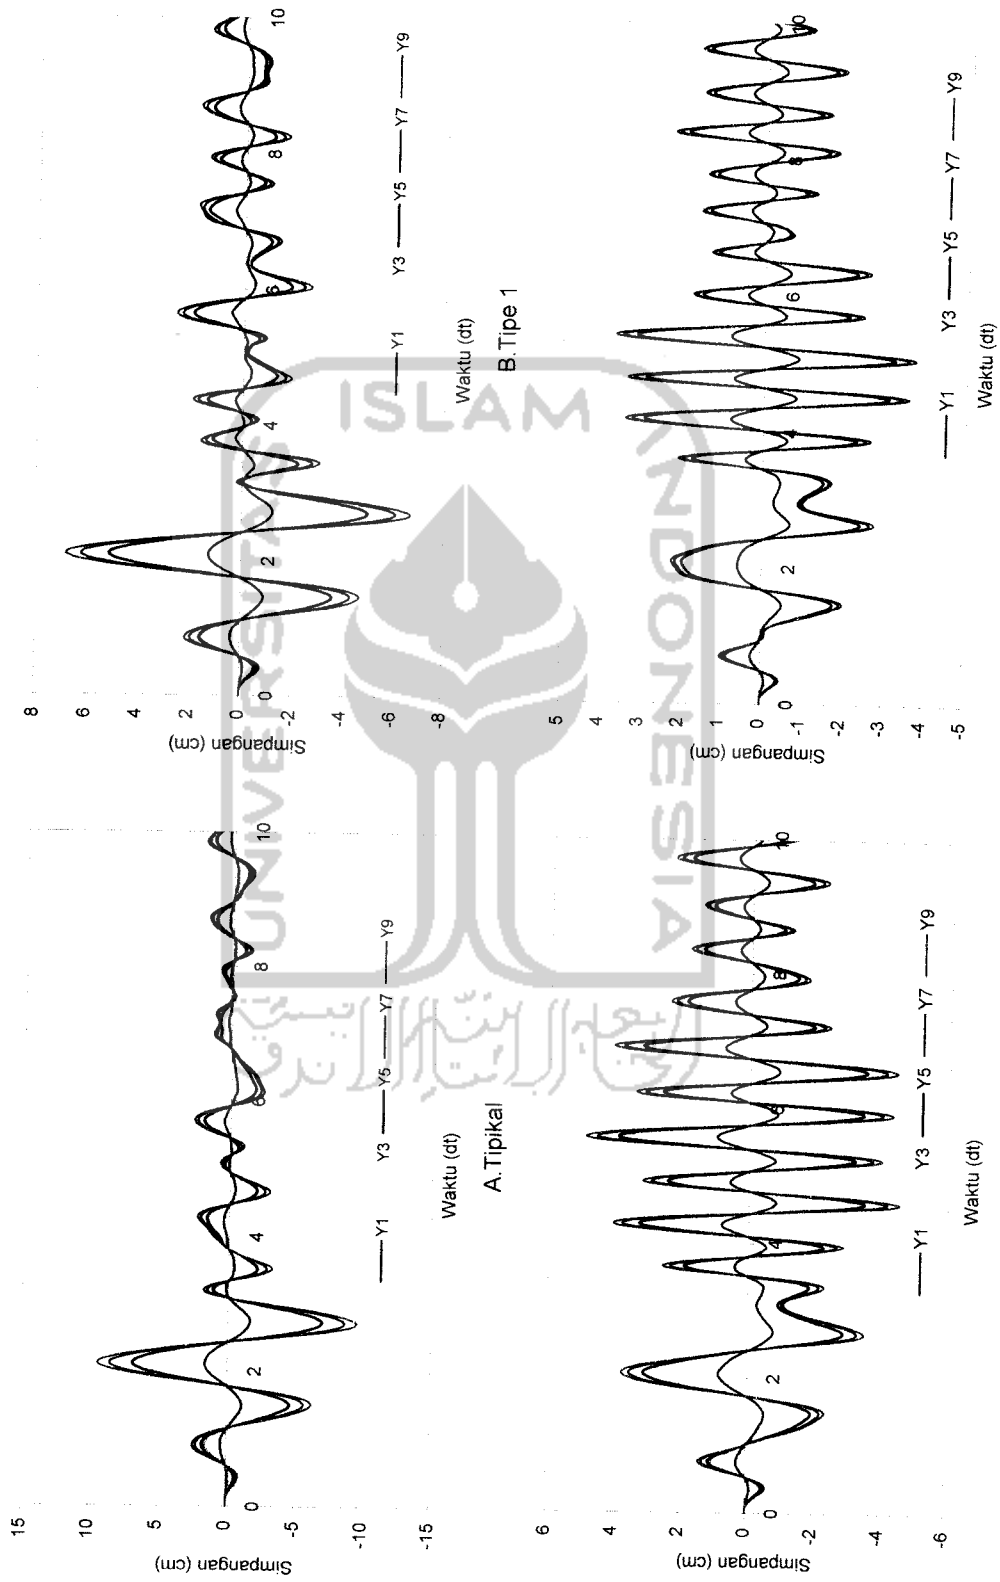 15
10
5
0
-5
-10
-15
Simpangan (cm)
0
2
4
6
8
10
Y1
Y3
Y5
Y7
Y9
Waktu (dt)
A.Tipikal
8
6
4
2
0
-2
-4
-6
-8
Simpangan (cm)
0
2
4
6
8
10
Y1
Y3
Y5
Y7
Y9
Waktu (dt)
B.Tipe 1
6
4
2
0
-2
-4
-6
Simpangan (cm)
0
2
4
6
8
10
Y1
Y3
Y5
Y7
Y9
Waktu (dt)
5
4
3
2
1
0
-1
-2
-3
-4
-5
Simpangan (cm)
0
2
4
6
8
10
Y1
Y3
Y5
Y7
Y9
Waktu (dt)
UNIVERSITAS
ISLAM
INDONESIA